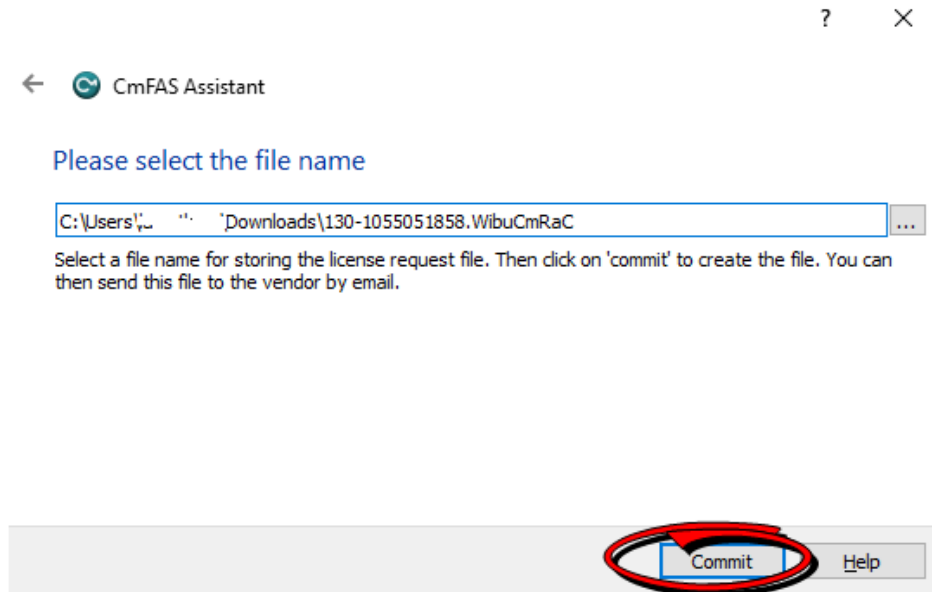 ?
CmFAS Assistant
Please select the file name
C:\Users\ Downloads\130-1055051858.WibuCmRaC
...
Select a file name for storing the license request file. Then click on 'commit' to create the file. You can
then send this file to the vendor by email.
Commit
Help